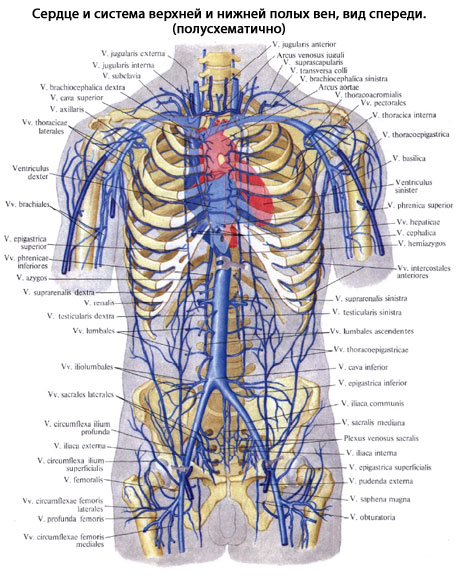 Сердце и система верхней и нижней полых вен, вид спереди.
(полусхематично)
V. jugularis externa
V. jugularis interna
V. subclavia
V. brachiocephalica dextra
V. cava superior
V. axillaris
Vv. thoracicae
laterales
Ventriculus
dexter
Vv. brachiales
V. epigastrica
superior
Vv. phrenicae
inferiores
V. azygos
V. suprarenalis dextra
V. renalis
V. testicularis dextra
Vv. lumbales
Vv. iliolumbales
Vv. sacrales laterales
V. circumflexa ilium
profunda
V. iliaca externa
V. circumflexa ilium
superficialis
V. femoralis
Vv. circumflexae femoris
laterales
V. profunda femoris
Vv. circumflexae femoris
mediales
V. jugularis anterior
Arcus venosus juguli
V. suprascapularis
V. transversa colli
V. brachiocephalica sinistra
Arcus aortae
V. thoracoacromialis
Vv. pectorales
V. thoracica interna
V. thoracoepigastrica
V. basilica
Ventriculus
sinister
V. phrenica superior
Vv. hepaticae
V. cephalica
V. hemiazygos
Vv. intercostales
anteriores
V. suprarenalis sinistra
V. testicularis sinistra
Vv. lumbales ascendentes
Vv. thoracoepigastricae
V. cava inferior
V. epigastrica inferior
V. iliaca communis
V. sacralis mediana
Plexus venosus sacralis
V. iliaca interna
V. epigastrica superficialis
V. pudenda externa
V. saphena magna
V. obturatoria